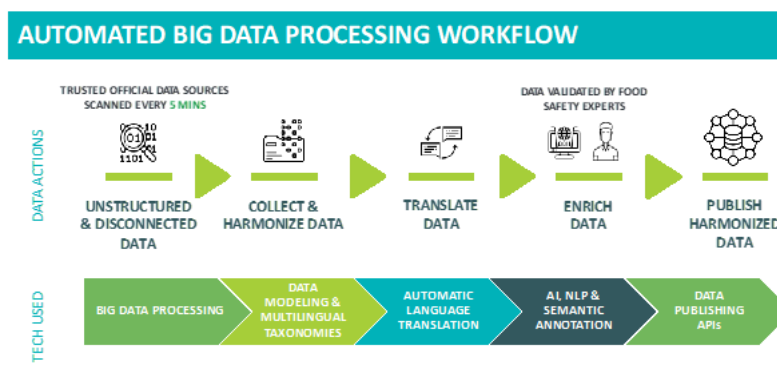 AUTOMATED BIG DATA PROCESSING WORKFLOW
TRUSTED OFFICIAL DATA SOURCES
SCANNED EVERY 5 MINS
DATA VALIDATED BY FOOD
SAFETY EXPERTS
DATA ACTIONS
01
10
01
01
1101
UNSTRUCTURED
& DISCONNECTED
DATA
COLLECT &
HARMONIZE DATA
TRANSLATE
DATA
ENRICH
DATA
PUBLISH
HARMONIZED
DATA
TECH USED
BIG DATA PROCESSING
DATA
MODELING &
MULTILINGUAL
TAXONOMIES
AUTOMATIC
LANGUAGE
TRANSLATION
AI, NLP &
SEMANTIC
ANNOTATION
DATA
PUBLISHING
APIs